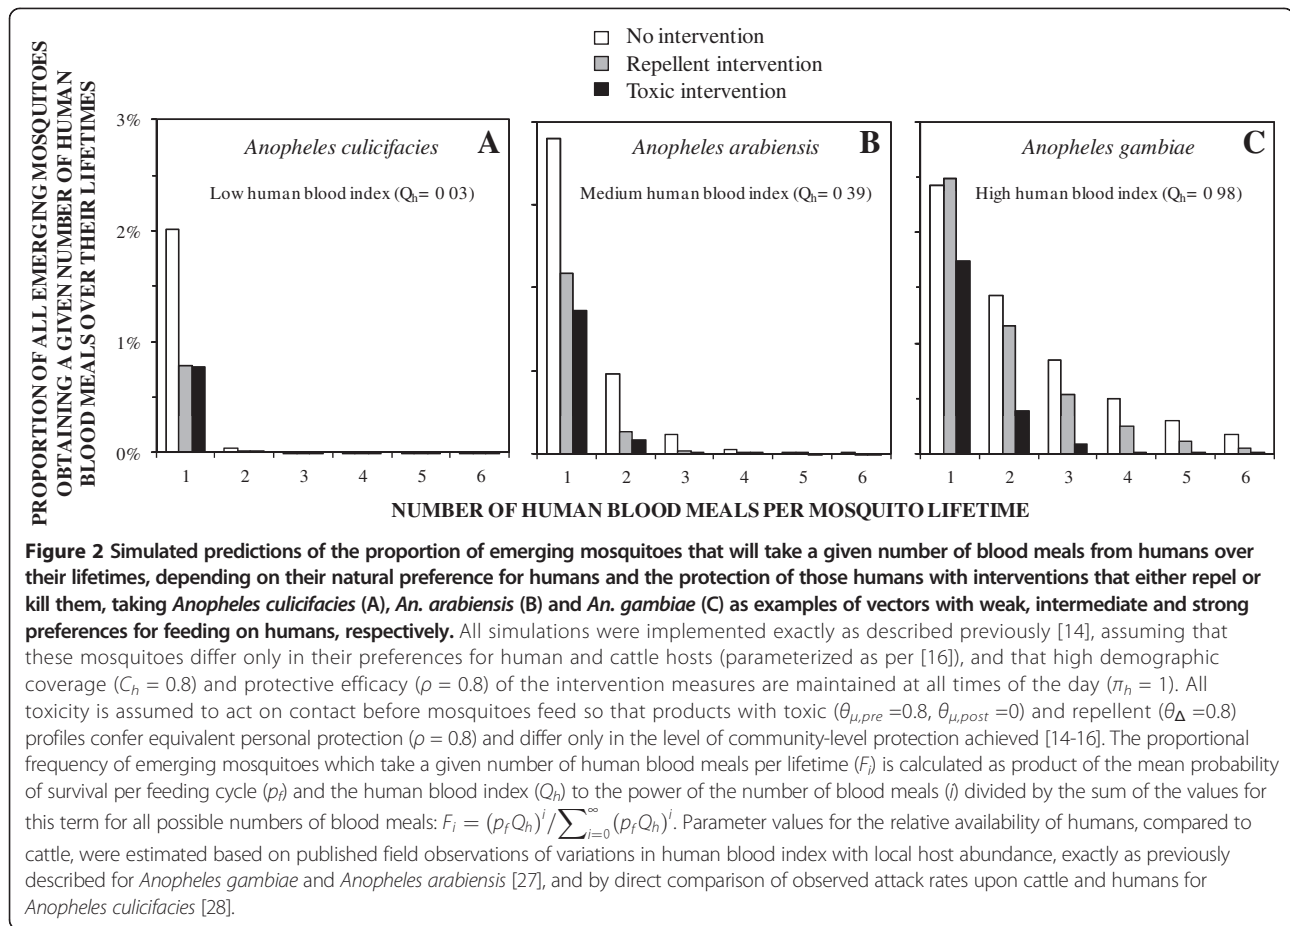 No intervention
Repellent intervention
Toxic intervention
PROPORTION OF ALL EMERGING MOSQUITOES
OBTAINING A GIVEN NUMBER OF HUMAN
BLOOD MEALS OVER THEIR LIFETIMES
3%
2%
1%
0%
Anopheles culicifacies A
Low human blood index (Qh= 0 03)
1 2 3 4 5 6
Anopheles arabiensis B
Medium human blood index (Qh= 0 39)
1 2 3 4 5 6
Anopheles gambiae C
High human blood index (Qh= 0 98)
1 2 3 4 5 6
NUMBER OF HUMAN BLOOD MEALS PER MOSQUITO LIFETIME
Figure 2 Simulated predictions of the proportion of emerging mosquitoes that will take a given number of blood meals from humans over
their lifetimes, depending on their natural preference for humans and the protection of those humans with interventions that either repel or
kill them, taking Anopheles culicifacies (A), An. arabiensis (B) and An. gambiae (C) as examples of vectors with weak, intermediate and strong
preferences for feeding on humans, respectively. All simulations were implemented exactly as described previously [14], assuming that
these mosquitoes differ only in their preferences for human and cattle hosts (parameterized as per [16]), and that high demographic
coverage (Ch = 0.8) and protective efficacy (ρ = 0.8) of the intervention measures are maintained at all times of the day (πh = 1). All
toxicity is assumed to act on contact before mosquitoes feed so that products with toxic (θμ,pre =0.8, θμ,post =0) and repellent (θΔ =0.8)
profiles confer equivalent personal protection (ρ = 0.8) and differ only in the level of community-level protection achieved [14-16]. The proportional
frequency of emerging mosquitoes which take a given number of human blood meals per lifetime (Fi) is calculated as product of the mean probability
of survival per feeding cycle (pf) and the human blood index (Qh) to the power of the number of blood meals (i) divided by the sum of the values for
this term for all possible numbers of blood meals: Fi = (pf Qh)^i/∑_{i=0}^∞(pf Qh)^i. Parameter values for the relative availability of humans, compared to
cattle, were estimated based on published field observations of variations in human blood index with local host abundance, exactly as previously
described for Anopheles gambiae and Anopheles arabiensis [27], and by direct comparison of observed attack rates upon cattle and humans for
Anopheles culicifacies [28].